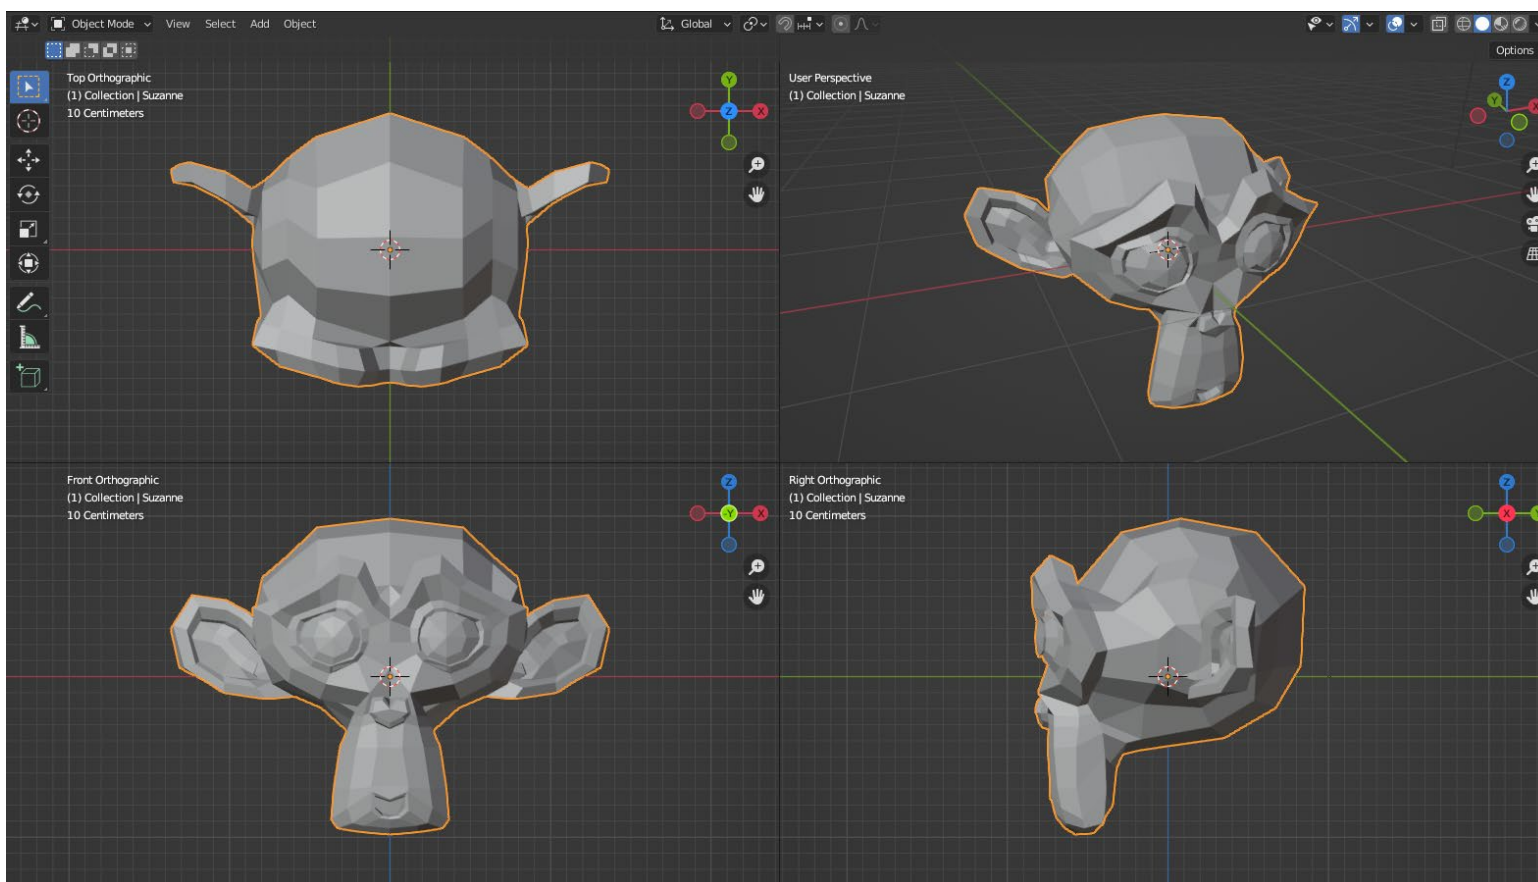 Object Mode View Select Add Object Global
Options
Top Orthographic
(1) Collection | Suzanne
10 Centimeters
Y
Z
X
User Perspective
(1) Collection | Suzanne
Z
Y
X
Front Orthographic
(1) Collection | Suzanne
10 Centimeters
Z
-Y
X
Right Orthographic
(1) Collection | Suzanne
10 Centimeters
Z
X
Y